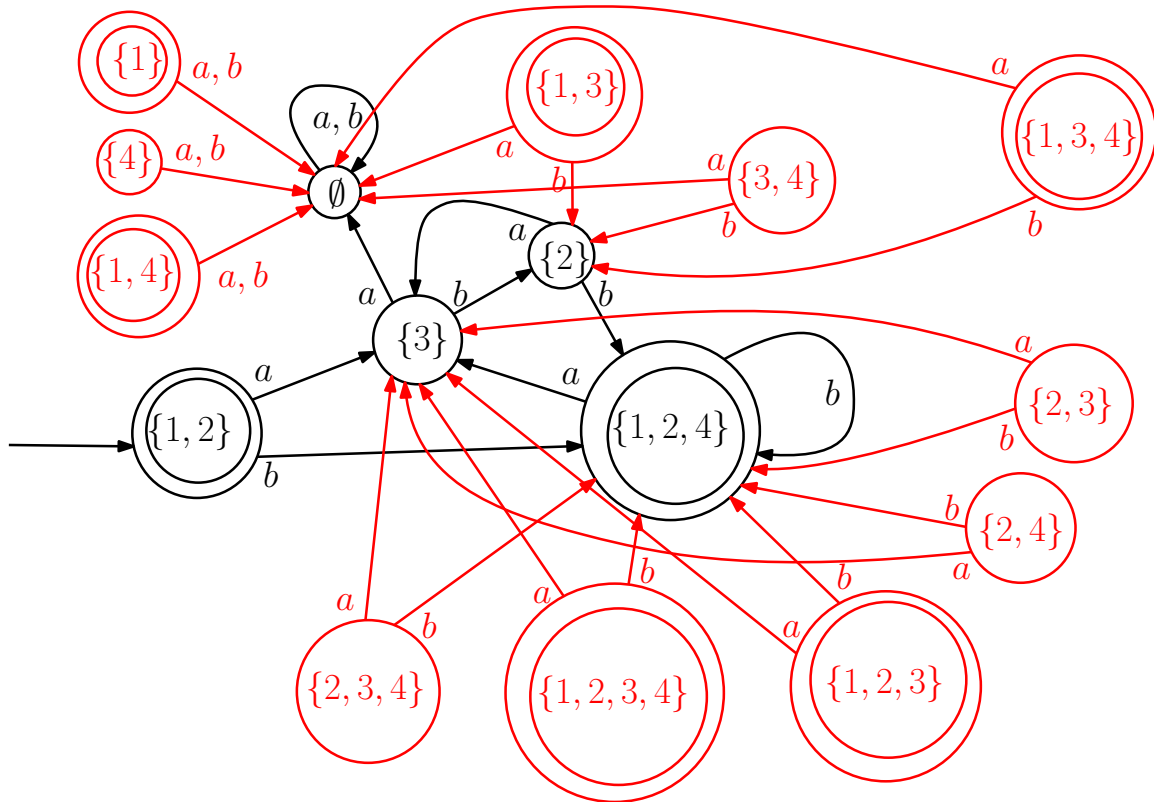 {1}
a, b
{4}
a, b
{1, 4}
a, b
a, b
∅
{1, 3}
a
b
a
{3, 4}
b
a
{1, 3, 4}
b
a
{2}
b
a
{3}
b
{1, 2}
a
b
a
{1, 2, 4}
b
a
{2, 3}
b
b
{2, 4}
a
a
{2, 3, 4}
b
a
b
{1, 2, 3, 4}
a
b
{1, 2, 3}